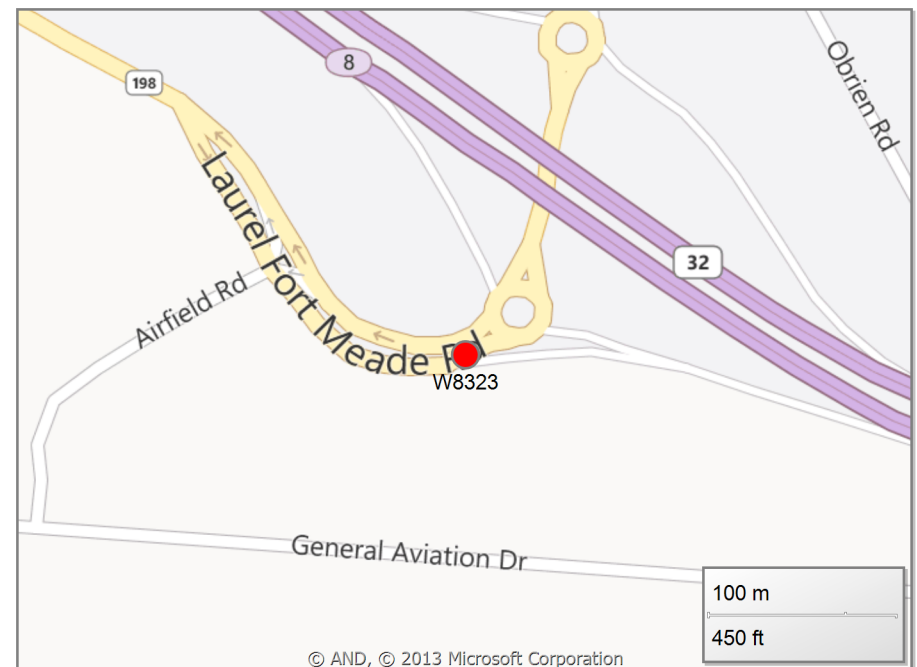 8
198
Obrien Rd
Laurel Fort Meade Rd
32
Airfield Rd
W8323
General Aviation Dr
100 m
450 ft
© AND, © 2013 Microsoft Corporation